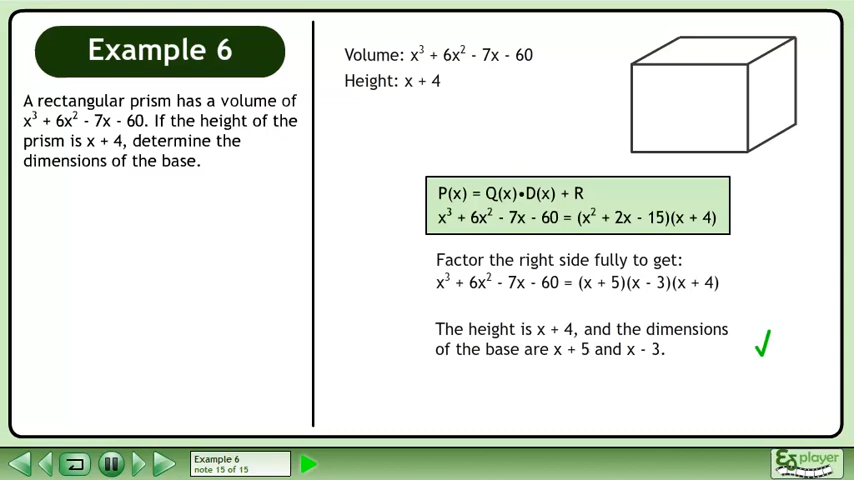 Example 6
A rectangular prism has a volume of
x³ + 6x² - 7x - 60. If the height of the
prism is x + 4, determine the
dimensions of the base.
Volume: x³ + 6x² - 7x - 60
Height: x + 4
P(x) = Q(x)•D(x) + R
x³ + 6x² - 7x - 60 = (x² + 2x - 15)(x + 4)
Factor the right side fully to get:
x³ + 6x² - 7x - 60 = (x + 5)(x - 3)(x + 4)
The height is x + 4, and the dimensions
of the base are x + 5 and x - 3.
Example 6
note 15 of 15
player